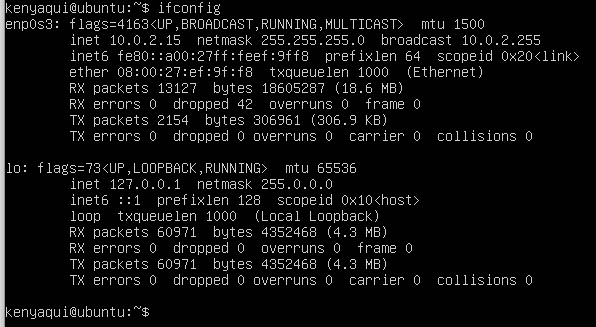 kenyaqui@ubuntu:~$ ifconfig
enp0s3: flags=4163<UP,BROADCAST,RUNNING,MULTICAST>  mtu 1500
        inet 10.0.2.15  netmask 255.255.255.0  broadcast 10.0.2.255
        inet6 fe80::a00:27ff:feef:9ff8  prefixlen 64  scopeid 0x20<link>
        ether 08:00:27:ef:9f:f8  txqueuelen 1000  (Ethernet)
        RX packets 13127  bytes 18605287 (18.6 MB)
        RX errors 0  dropped 42  overruns 0  frame 0
        TX packets 2154  bytes 306961 (306.9 KB)
        TX errors 0  dropped 0 overruns 0  carrier 0  collisions 0

lo: flags=73<UP,LOOPBACK,RUNNING>  mtu 65536
        inet 127.0.0.1  netmask 255.0.0.0
        inet6 ::1  prefixlen 128  scopeid 0x10<host>
        loop  txqueuelen 1000  (Local Loopback)
        RX packets 60971  bytes 4352468 (4.3 MB)
        RX errors 0  dropped 0  overruns 0  frame 0
        TX packets 60971  bytes 4352468 (4.3 MB)
        TX errors 0  dropped 0 overruns 0  carrier 0  collisions 0

kenyaqui@ubuntu:~$